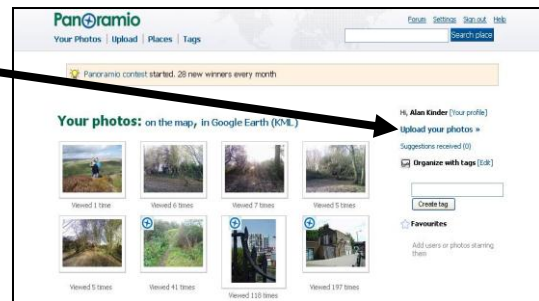 Panoramio
Forum Settings Sign out Help
Your Photos | Upload | Places | Tags
Search place
Panoramio contest started. 28 new winners every month
Hi, Alan Kinder [Your profile]
Your photos: on the map, in Google Earth (KML)
Upload your photos »
Suggestions received (0)
Organize with tags [Edit]
Viewed 1 time
Viewed 6 times
Viewed 7 times
Viewed 5 times
Create tag
Favourites
Add users or photos starring them
Viewed 5 times
Viewed 41 times
Viewed 118 times
Viewed 197 times